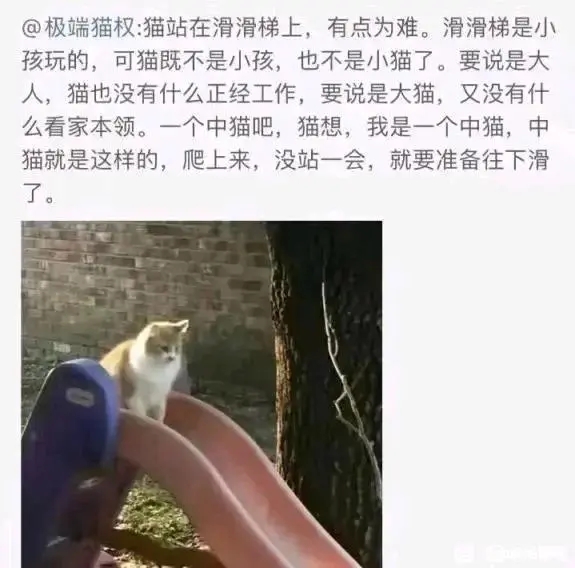 @极端猫权:猫站在滑滑梯上，有点为难。滑滑梯是小
孩玩的，可猫既不是小孩，也不是小猫了。要说是大
人，猫也没有什么正经工作，要说是大猫，又没有什
么看家本领。一个中猫吧，猫想，我是一个中猫，中
猫就是这样的，爬上来，没站一会，就要准备往下滑
了。